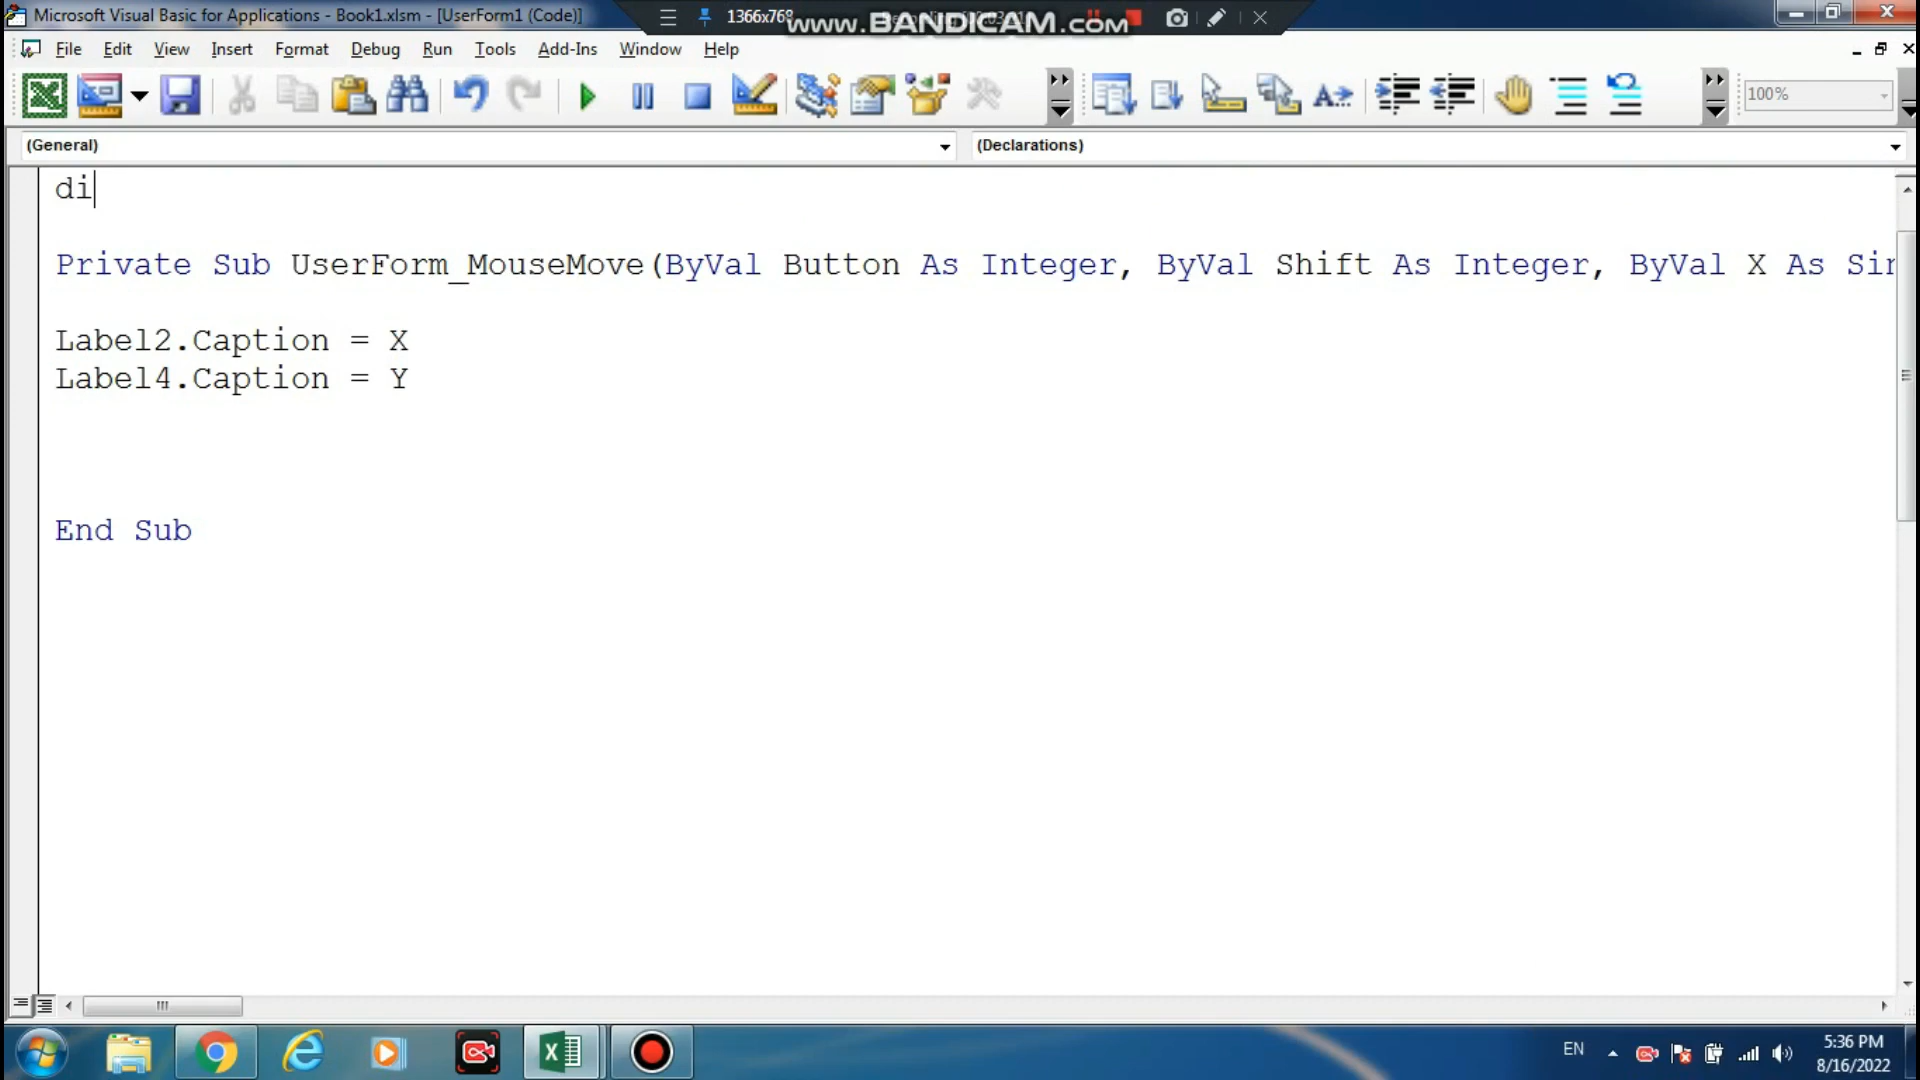 Microsoft Visual Basic for Applications - Book1.xlsm - [UserForm1 (Code)]
1366x768
www.BANDICAM.com
File Edit View Insert Format Debug Run Tools Add-Ins Window Help
100%
(General)
(Declarations)
di
Private Sub UserForm_MouseMove(ByVal Button As Integer, ByVal Shift As Integer, ByVal X As Sin
Label2.Caption = X
Label4.Caption = Y
End Sub
EN
5:36 PM
8/16/2022